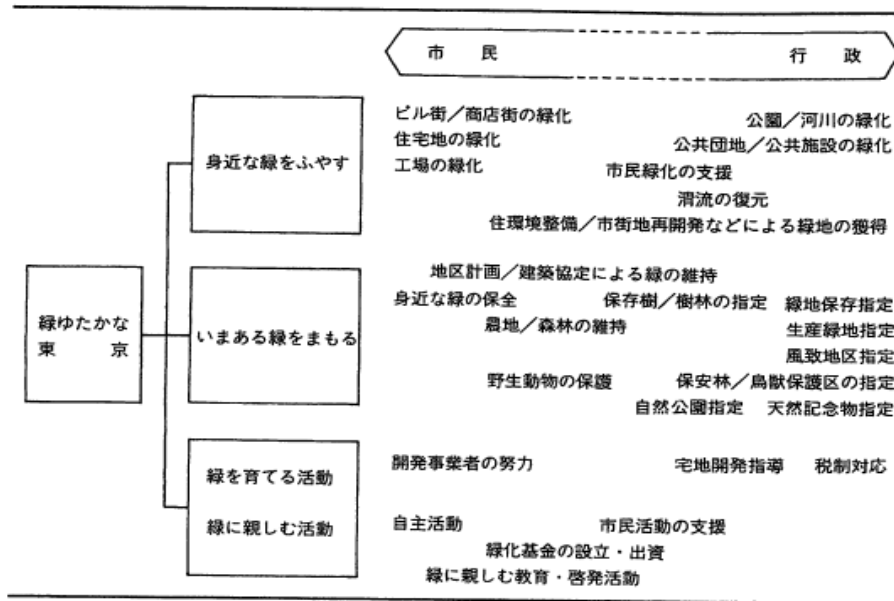 市民 行政
身近な緑をふやす
ビル街/商店街の緑化 公園/河川の緑化
住宅地の緑化 公共団地/公共施設の緑化
工場の緑化 市民緑化の支援
清流の復元
住環境整備/市街地再開発などによる緑地の獲得
緑ゆたかな
東京
いまある緑をまもる
地区計画/建築協定による緑の維持
身近な緑の保全 保存樹/樹林の指定 緑地保存指定
農地/森林の維持 生産緑地指定
風致地区指定
野生動物の保護 保安林/鳥獣保護区の指定
自然公園指定 天然記念物指定
緑を育てる活動
緑に親しむ活動
開発事業者の努力 宅地開発指導 税制対応
自主活動 市民活動の支援
緑化基金の設立・出資
緑に親しむ教育・啓発活動